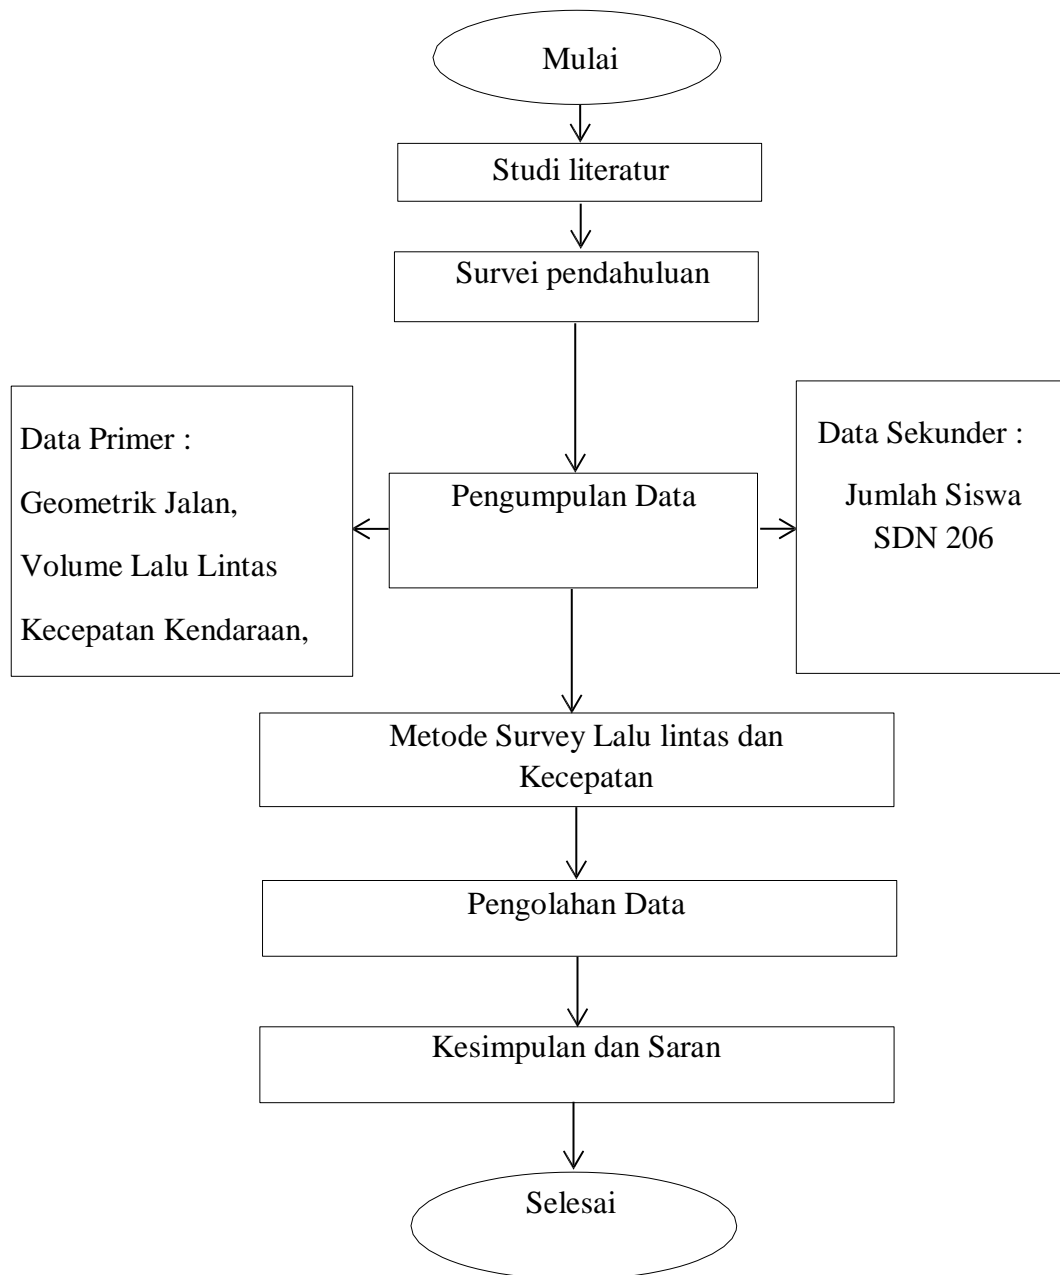 Mulai
Studi literatur
Survei pendahuluan
Data Primer :
Geometrik Jalan,
Volume Lalu Lintas
Kecepatan Kendaraan,
Pengumpulan Data
Data Sekunder :
Jumlah Siswa
SDN 206
Metode Survey Lalu lintas dan
Kecepatan
Pengolahan Data
Kesimpulan dan Saran
Selesai